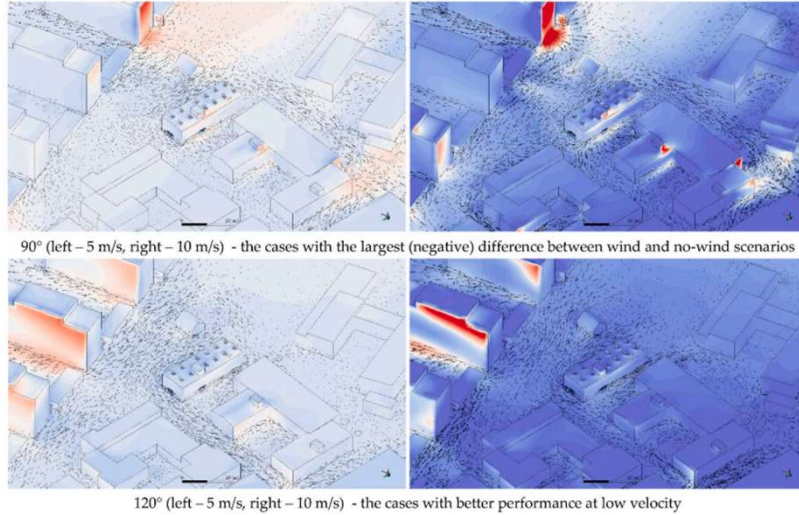 90° (left – 5 m/s, right – 10 m/s) - the cases with the largest (negative) difference between wind and no-wind scenarios
120° (left – 5 m/s, right – 10 m/s) - the cases with better performance at low velocity